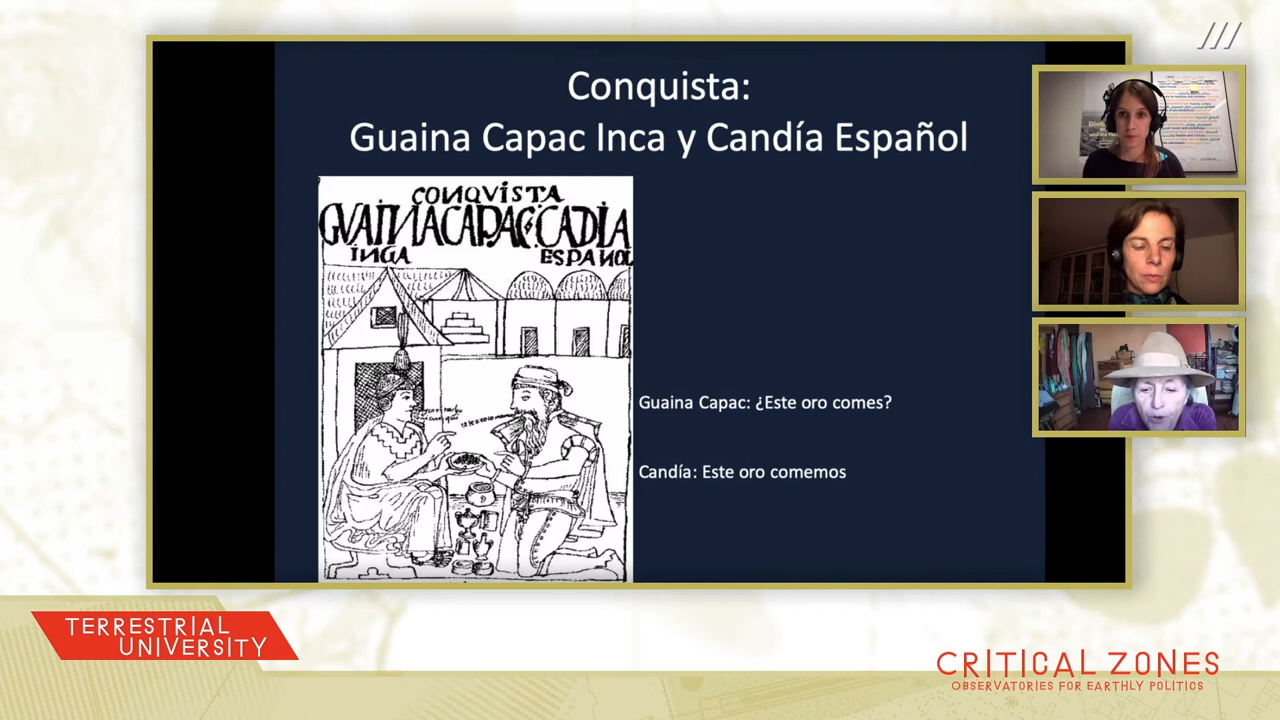 Conquista:
Guaina Capac Inca y Candía Español
CONQVISTA
GVAINACAPAC CADIA
INGA ESPAÑOL
Guaina Capac: ¿Este oro comes?
Candía: Este oro comemos
TERRESTRIAL
UNIVERSITY
CRITICAL ZONES
OBSERVATORIES FOR EARTHLY POLITICS